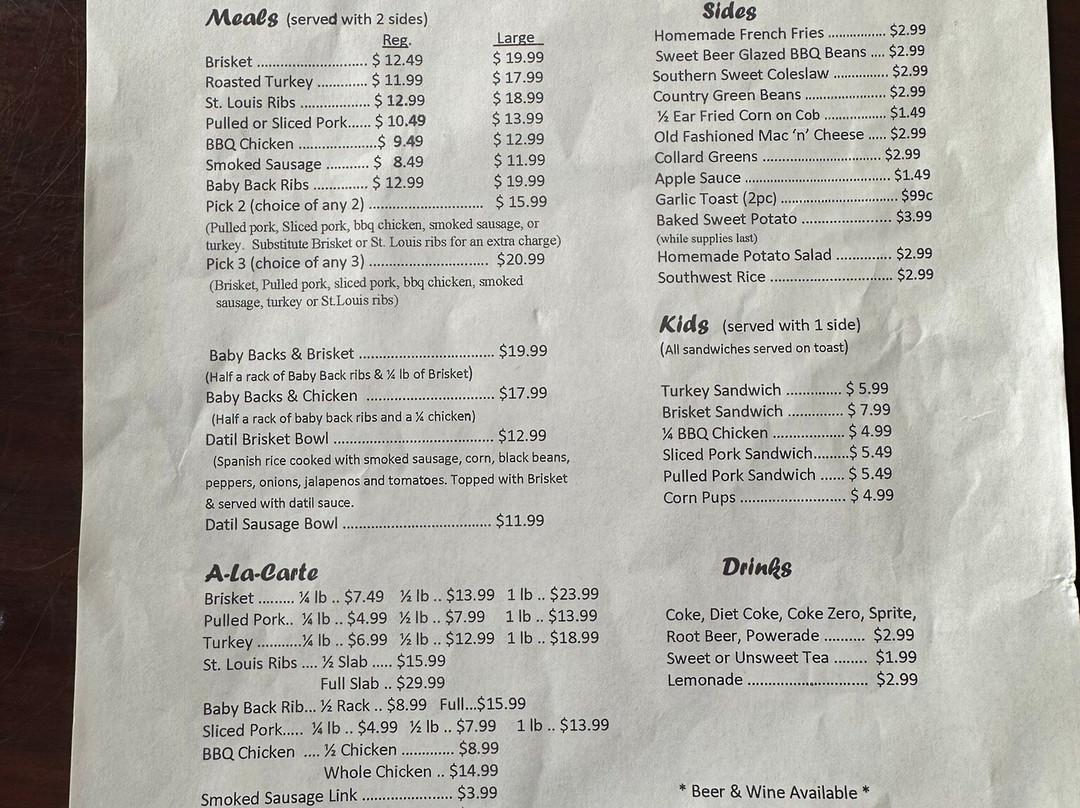 Meals (served with 2 sides)
Reg. Large
Brisket ........................... $ 12.49 $ 19.99
Roasted Turkey ............. $ 11.99 $ 17.99
St. Louis Ribs .................. $ 12.99 $ 18.99
Pulled or Sliced Pork...... $ 10.49 $ 13.99
BBQ Chicken ...................$ 9.49 $ 12.99
Smoked Sausage ........... $ 8.49 $ 11.99
Baby Back Ribs .............. $ 12.99 $ 19.99
Pick 2 (choice of any 2) .................................... $ 15.99
(Pulled pork, Sliced pork, bbq chicken, smoked sausage, or
turkey. Substitute Brisket or St. Louis ribs for an extra charge)
Pick 3 (choice of any 3) .............................. $20.99
(Brisket, Pulled pork, sliced pork, bbq chicken, smoked
sausage, turkey or St.Louis ribs)
Baby Backs & Brisket .................................. $19.99
(Half a rack of Baby Back ribs & ¼ lb of Brisket)
Baby Backs & Chicken ................................ $17.99
(Half a rack of baby back ribs and a ¼ chicken)
Datil Brisket Bowl ........................................ $12.99
(Spanish rice cooked with smoked sausage, corn, black beans,
peppers, onions, jalapenos and tomatoes. Topped with Brisket
& served with datil sauce.
Datil Sausage Bowl ...................................... $11.99
A-La-Carte
Brisket ......... ¼ lb .. $7.49 ½ lb .. $13.99 1 lb .. $23.99
Pulled Pork.. ¼ lb .. $4.99 ½ lb .. $7.99 1 lb .. $13.99
Turkey ...........¼ lb .. $6.99 ½ lb .. $12.99 1 lb .. $18.99
St. Louis Ribs .... ½ Slab ..... $15.99
Full Slab .. $29.99
Baby Back Rib... ½ Rack .. $8.99 Full...$15.99
Sliced Pork..... ¼ lb .. $4.99 ½ lb .. $7.99 1 lb .. $13.99
BBQ Chicken .... ½ Chicken ............. $8.99
Whole Chicken .. $14.99
Smoked Sausage Link ...................... $3.99
Sides
Homemade French Fries ............... $2.99
Sweet Beer Glazed BBQ Beans .... $2.99
Southern Sweet Coleslaw .............. $2.99
Country Green Beans .................... $2.99
½ Ear Fried Corn on Cob ................ $1.49
Old Fashioned Mac ‘n’ Cheese ..... $2.99
Collard Greens ............................. $2.99
Apple Sauce .................................... $1.49
Garlic Toast (2pc) ................................. $99c
Baked Sweet Potato ...................... $3.99
(while supplies last)
Homemade Potato Salad .............. $2.99
Southwest Rice .............................. $2.99
Kids (served with 1 side)
(All sandwiches served on toast)
Turkey Sandwich .............. $ 5.99
Brisket Sandwich .............. $ 7.99
¼ BBQ Chicken .................. $ 4.99
Sliced Pork Sandwich.........$ 5.49
Pulled Pork Sandwich ...... $ 5.49
Corn Pups .......................... $ 4.99
Drinks
Coke, Diet Coke, Coke Zero, Sprite,
Root Beer, Powerade .......... $2.99
Sweet or Unsweet Tea ........ $1.99
Lemonade .............................. $2.99
* Beer & Wine Available *